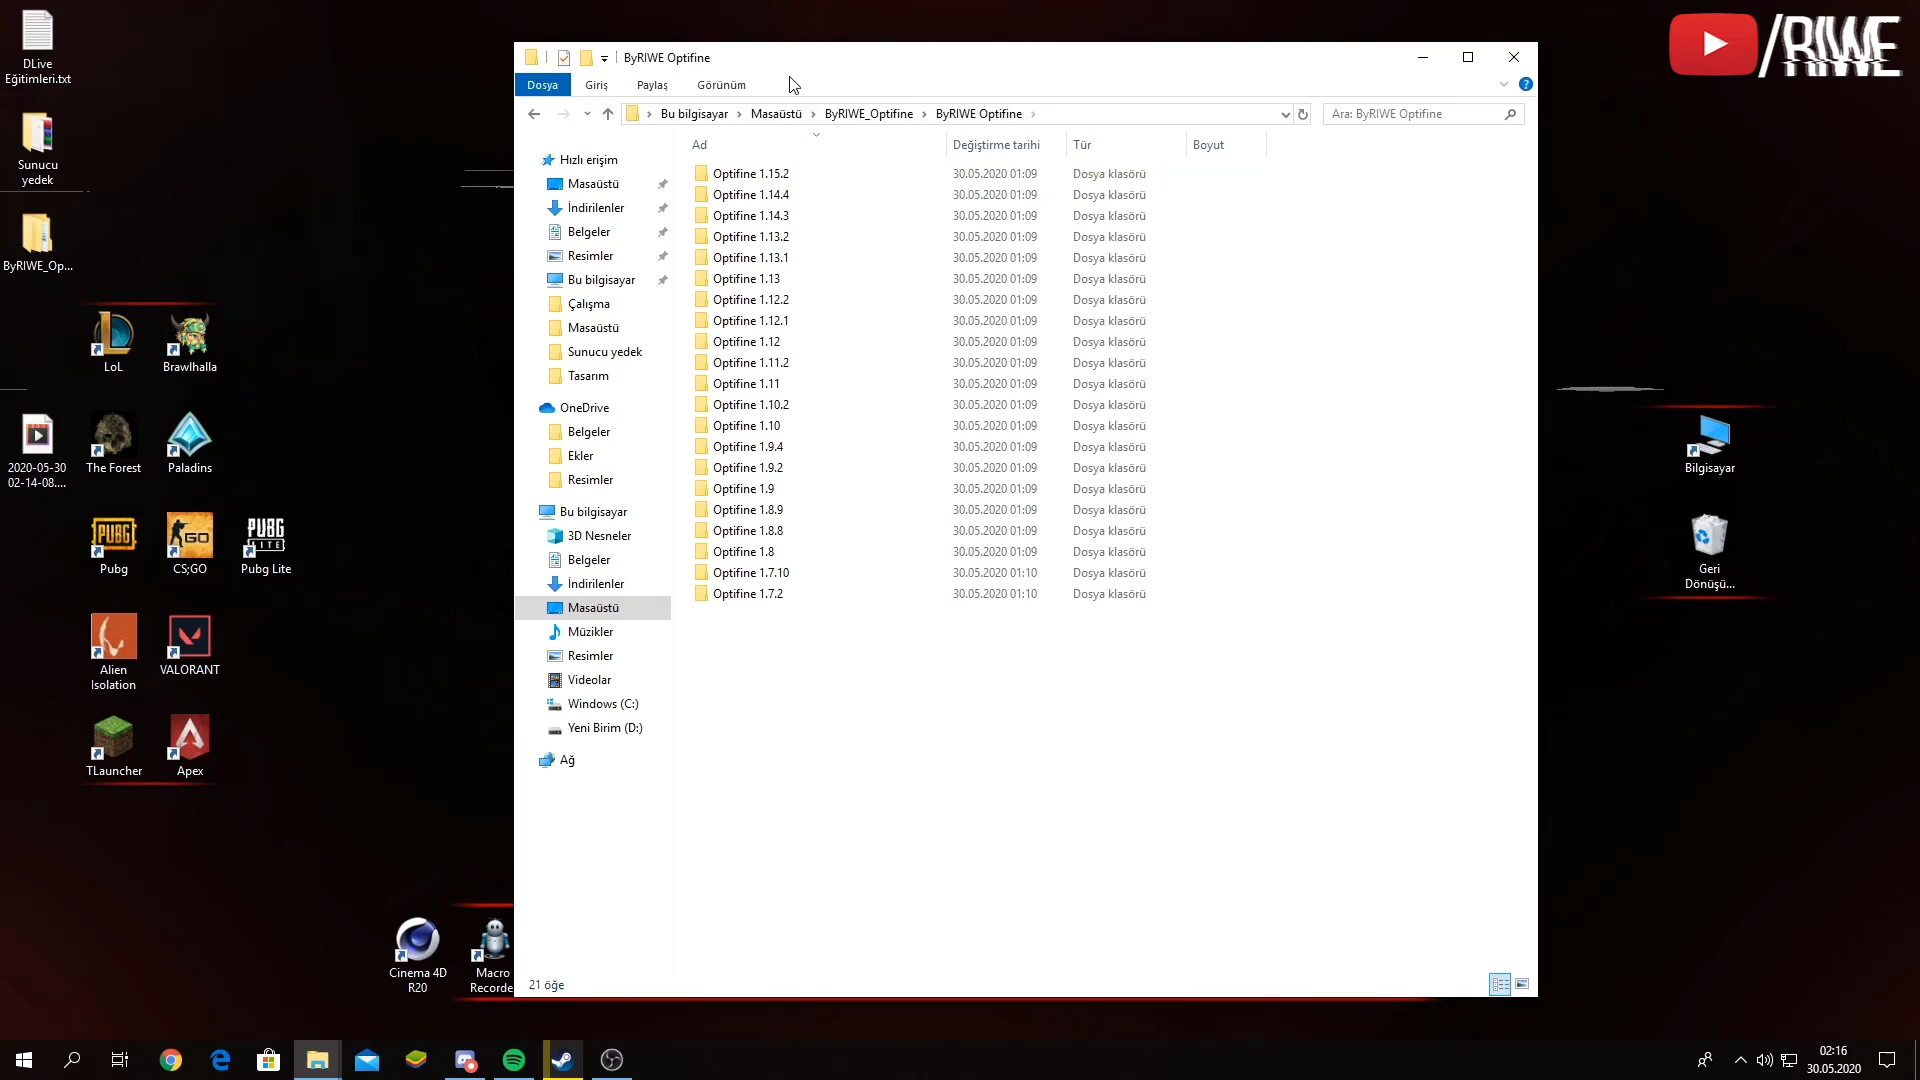 DLive
Eğitimleri.txt
Sunucu
yedek
ByRIWE_Op...
LoL
Brawlhalla
2020-05-30
02-14-08....
The Forest
Paladins
PUBG
Pubg
GO
CS;GO
PUBG
LITE
Pubg Lite
Alien
Isolation
VALORANT
TLauncher
Apex
Cinema 4D
R20
Macro
Recorde
/RIWE
Bilgisayar
Geri
Dönüşü...
ByRIWE Optifine
Dosya Giriş Paylaş Görünüm
Bu bilgisayar Masaüstü ByRIWE_Optifine ByRIWE Optifine
Ara: ByRIWE Optifine
Hızlı erişim
Masaüstü
İndirilenler
Belgeler
Resimler
Bu bilgisayar
Çalışma
Masaüstü
Sunucu yedek
Tasarım
OneDrive
Belgeler
Ekler
Resimler
Bu bilgisayar
3D Nesneler
Belgeler
İndirilenler
Masaüstü
Müzikler
Resimler
Videolar
Windows (C:)
Yeni Birim (D:)
Ağ
Ad Değiştirme tarihi Tür Boyut
Optifine 1.15.2 30.05.2020 01:09 Dosya klasörü
Optifine 1.14.4 30.05.2020 01:09 Dosya klasörü
Optifine 1.14.3 30.05.2020 01:09 Dosya klasörü
Optifine 1.13.2 30.05.2020 01:09 Dosya klasörü
Optifine 1.13.1 30.05.2020 01:09 Dosya klasörü
Optifine 1.13 30.05.2020 01:09 Dosya klasörü
Optifine 1.12.2 30.05.2020 01:09 Dosya klasörü
Optifine 1.12.1 30.05.2020 01:09 Dosya klasörü
Optifine 1.12 30.05.2020 01:09 Dosya klasörü
Optifine 1.11.2 30.05.2020 01:09 Dosya klasörü
Optifine 1.11 30.05.2020 01:09 Dosya klasörü
Optifine 1.10.2 30.05.2020 01:09 Dosya klasörü
Optifine 1.10 30.05.2020 01:09 Dosya klasörü
Optifine 1.9.4 30.05.2020 01:09 Dosya klasörü
Optifine 1.9.2 30.05.2020 01:09 Dosya klasörü
Optifine 1.9 30.05.2020 01:09 Dosya klasörü
Optifine 1.8.9 30.05.2020 01:09 Dosya klasörü
Optifine 1.8.8 30.05.2020 01:09 Dosya klasörü
Optifine 1.8 30.05.2020 01:09 Dosya klasörü
Optifine 1.7.10 30.05.2020 01:10 Dosya klasörü
Optifine 1.7.2 30.05.2020 01:10 Dosya klasörü
21 öğe
02:16
30.05.2020